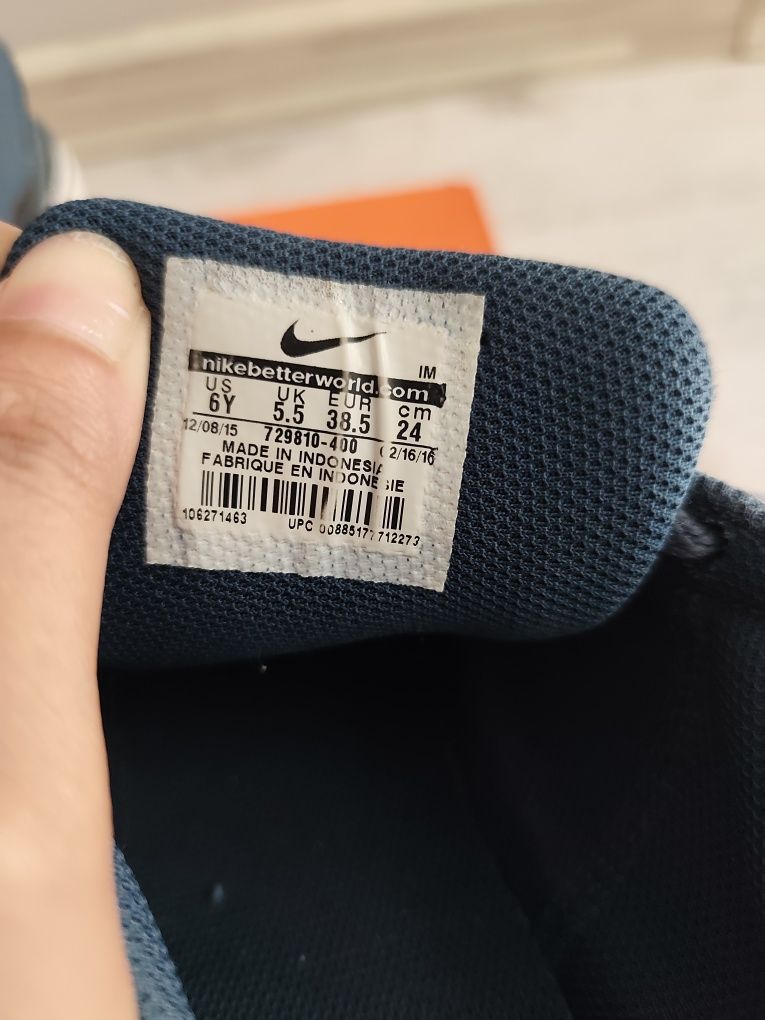 IM
nikebetterworld.com
US UK EUR cm
6Y 5.5 38.5 24
12/08/15 729810-400 02/16/16
MADE IN INDONESIA
FABRIQUE EN INDONESIE
106271463 UPC 00885177712273